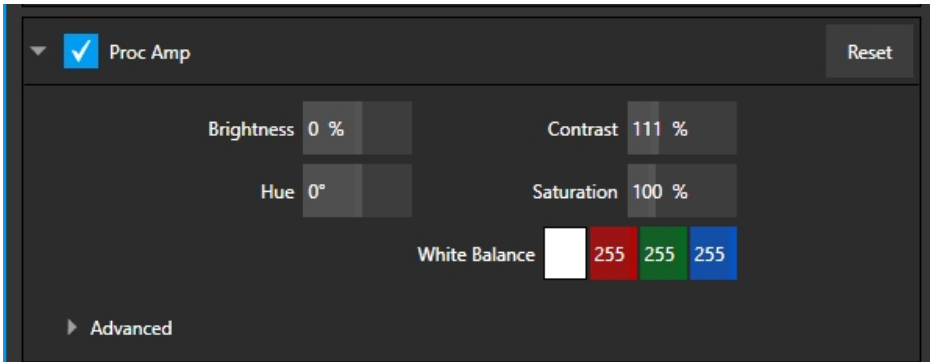 Proc Amp Reset
Brightness 0 % Contrast 111 %
Hue 0° Saturation 100 %
White Balance 255 255 255
Advanced